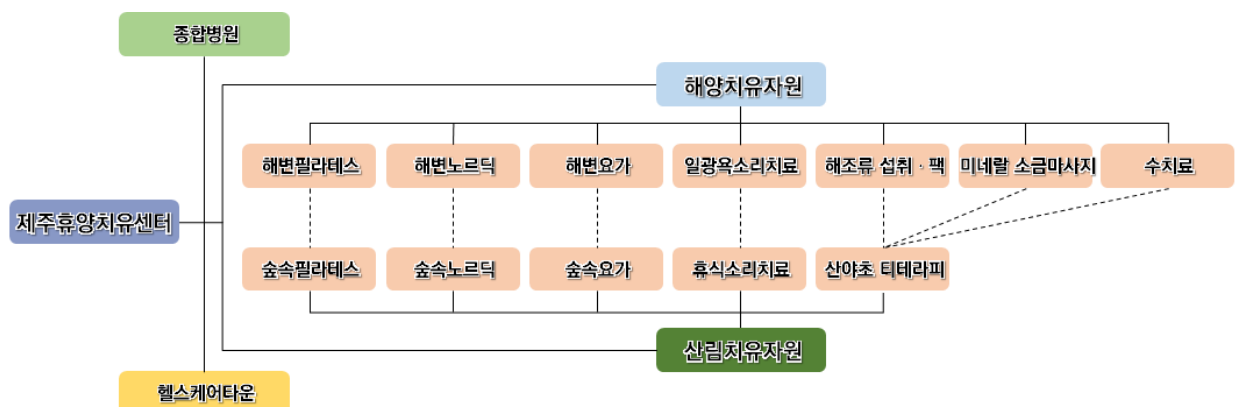 종합병원
해양치유자원
해변필라테스
해변노르딕
해변요가
일광욕소리치료
해조류 섭취 · 팩
미네랄 소금마사지
수치료
제주휴양치유센터
숲속필라테스
숲속노르딕
숲속요가
휴식소리치료
산야초 티테라피
산림치유자원
헬스케어타운